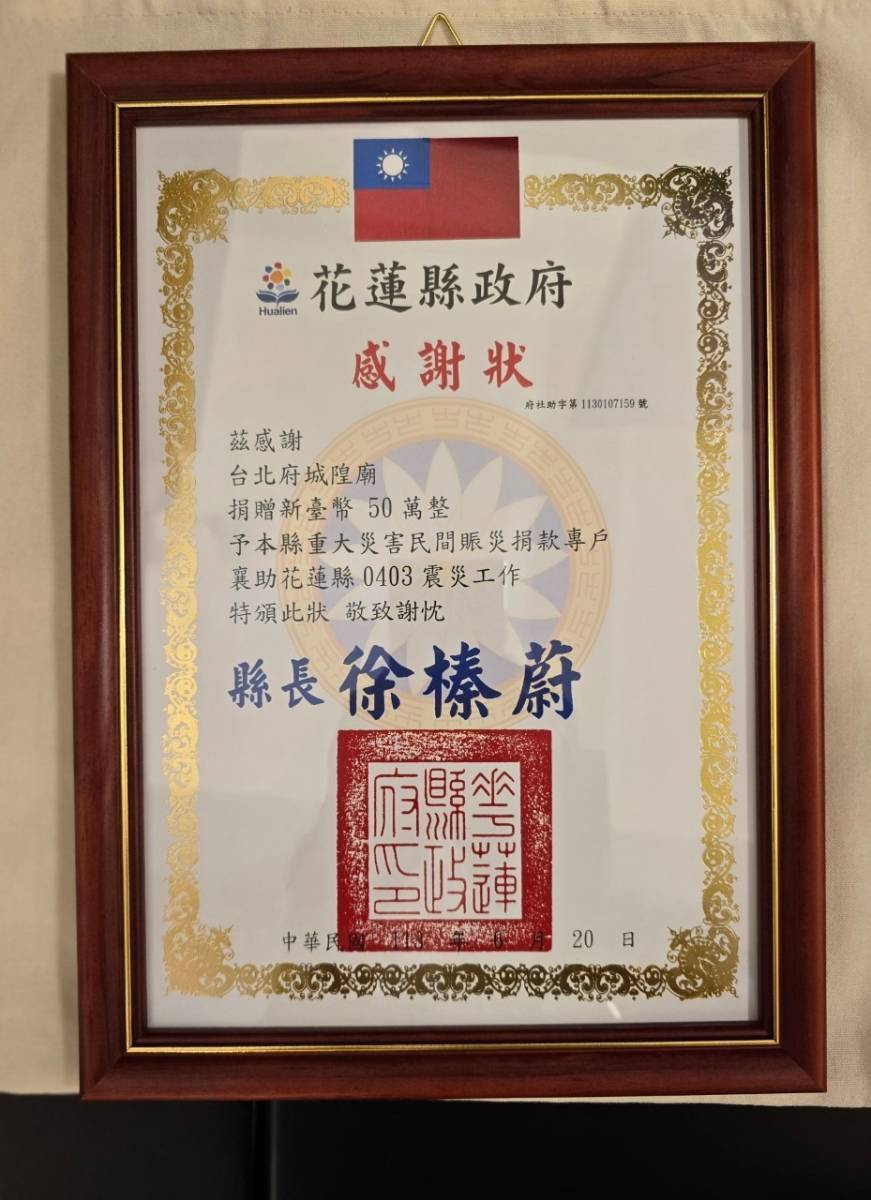 Hualien
花蓮縣政府
感謝狀
府社助字第1130107159號
茲感謝
台北府城隍廟
捐贈新臺幣 50 萬整
予本縣重大災害民間賑災捐款專戶
襄助花蓮縣 0403 震災工作
特頒此狀 敬致謝忱
縣長 徐榛蔚
花蓮縣政府印
中華民國 113 年 6 月 20 日